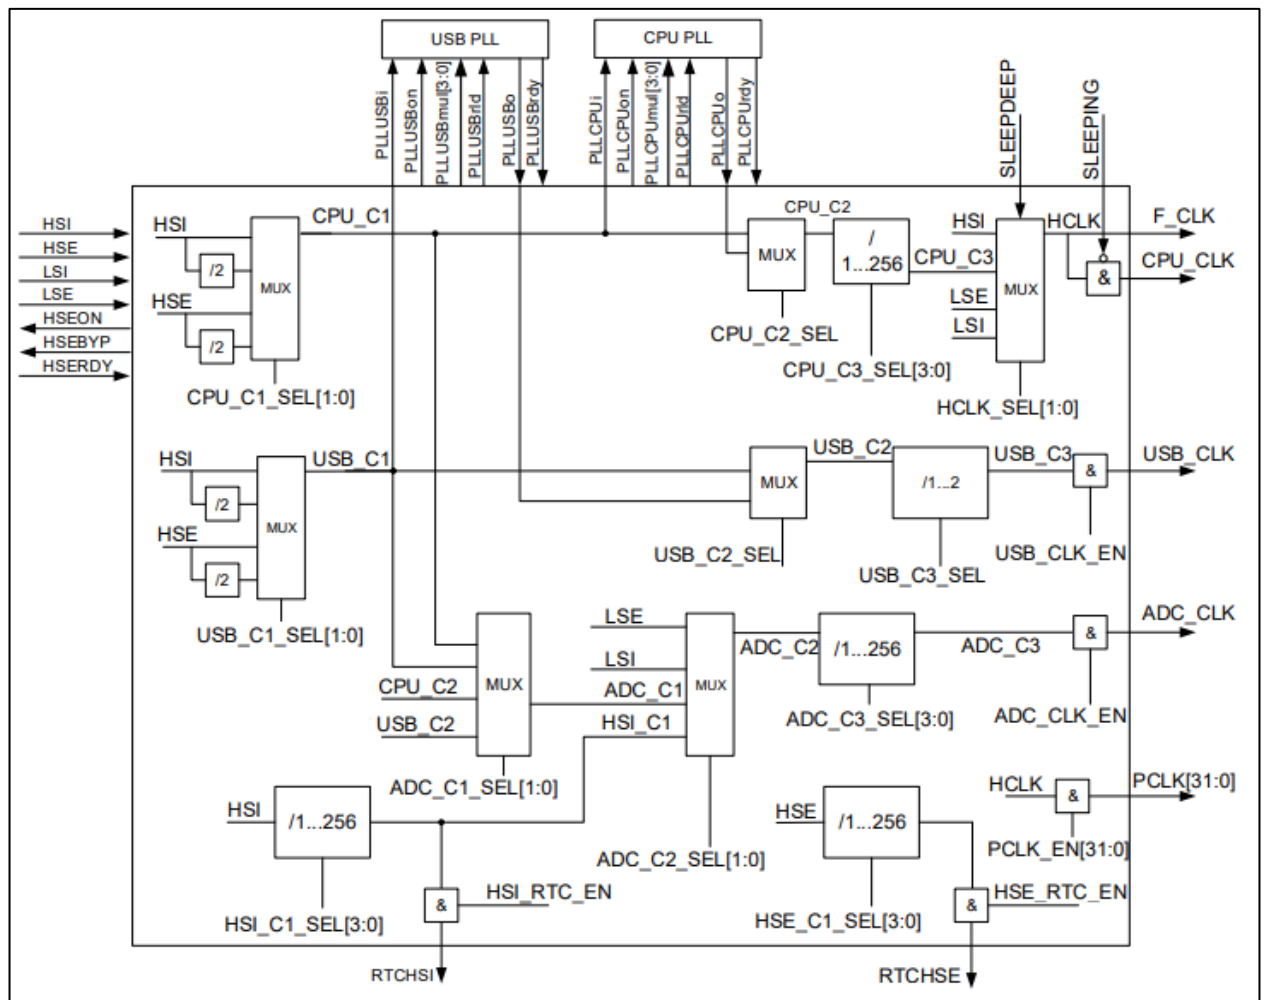 USB PLL
CPU PLL
PLLUSBi
PLLUSBon
PLLUSBmul[3:0]
PLLUSBrld
PLLUSBo
PLLUSBrdy
PLLCPUi
PLLCPUon
PLLCPUmul[3:0]
PLLCPUrld
PLLCPUo
PLLCPUrdy
SLEEPDEEP
SLEEPING
HSI
HSE
LSI
LSE
HSEON
HSEBYP
HSERDY
HSI
/2
HSE
/2
MUX
CPU_C1
CPU_C1_SEL[1:0]
MUX
CPU_C2
CPU_C2_SEL
/
1...256
CPU_C3
CPU_C3_SEL[3:0]
HSI
LSE
LSI
MUX
HCLK
HCLK_SEL[1:0]
&
F_CLK
CPU_CLK
HSI
/2
HSE
/2
MUX
USB_C1
USB_C1_SEL[1:0]
MUX
USB_C2
USB_C2_SEL
/1...2
USB_C3
USB_C3_SEL
&
USB_CLK
USB_CLK_EN
CPU_C2
USB_C2
MUX
ADC_C1
ADC_C1_SEL[1:0]
LSE
LSI
HSI_C1
MUX
ADC_C2
ADC_C2_SEL[1:0]
/1...256
ADC_C3
ADC_C3_SEL[3:0]
&
ADC_CLK
ADC_CLK_EN
HSI
/1...256
HSI_C1_SEL[3:0]
&
HSI_RTC_EN
RTCHSI
HSE
/1...256
HSE_C1_SEL[3:0]
&
HSE_RTC_EN
RTCHSE
HCLK
&
PCLK[31:0]
PCLK_EN[31:0]